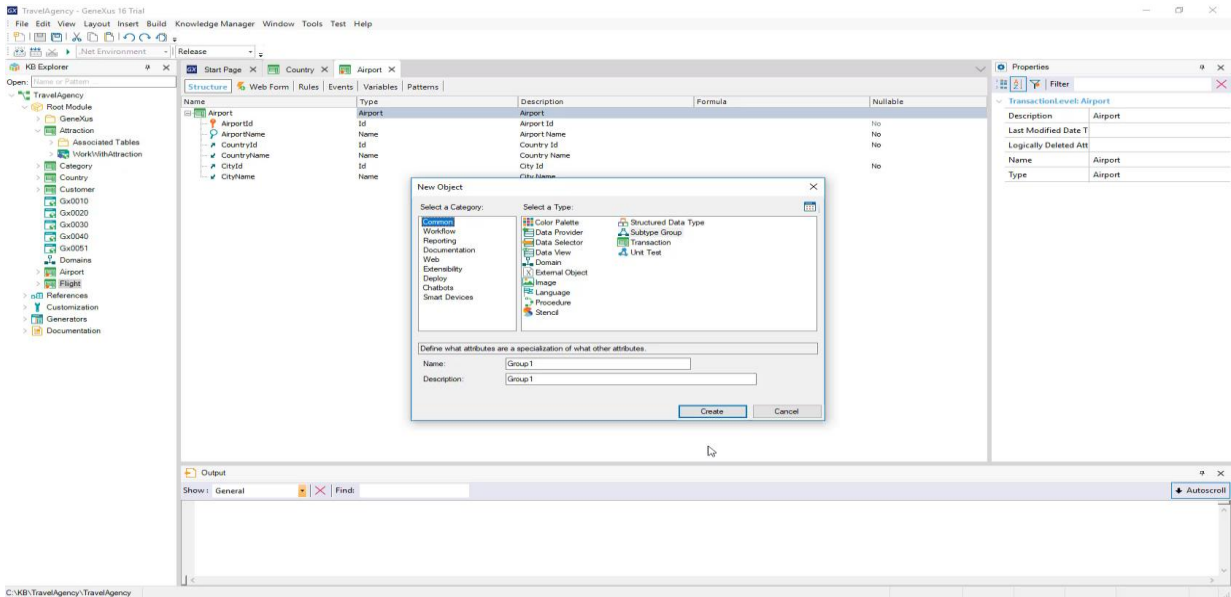 TravelAgency - GeneXus 16 Trial
File Edit View Layout Insert Build Knowledge Manager Window Tools Test Help
.Net Environment Release
KB Explorer
Open: Name or Pattern
TravelAgency
Root Module
GeneXus
Attraction
Associated Tables
WorkWithAttraction
Category
Country
Customer
Gx0010
Gx0020
Gx0030
Gx0040
Gx0051
Domains
Airport
Flight
References
Customization
Generators
Documentation
Start Page Country Airport
Structure Web Form Rules Events Variables Patterns
Name Type Description Formula Nullable
Airport Airport Airport
AirportId Id Airport Id No
AirportName Name Airport Name No
CountryId Id Country Id No
CountryName Name Country Name
CityId Id City Id No
CityName Name City Name
New Object
Select a Category: Select a Type:
Common
Workflow
Reporting
Documentation
Web
Extensibility
Deploy
Chatbots
Smart Devices
Color Palette
Data Provider
Data Selector
Data View
Domain
External Object
Image
Language
Procedure
Stencil
Structured Data Type
Subtype Group
Transaction
Unit Test
Define what attributes are a specialization of what other attributes.
Name: Group1
Description: Group1
Create Cancel
Properties
Filter
TransactionLevel: Airport
Description Airport
Last Modified Date T
Logically Deleted Att
Name Airport
Type Airport
Output
Show: General Find: Autoscroll
C:\KB\TravelAgency\TravelAgency